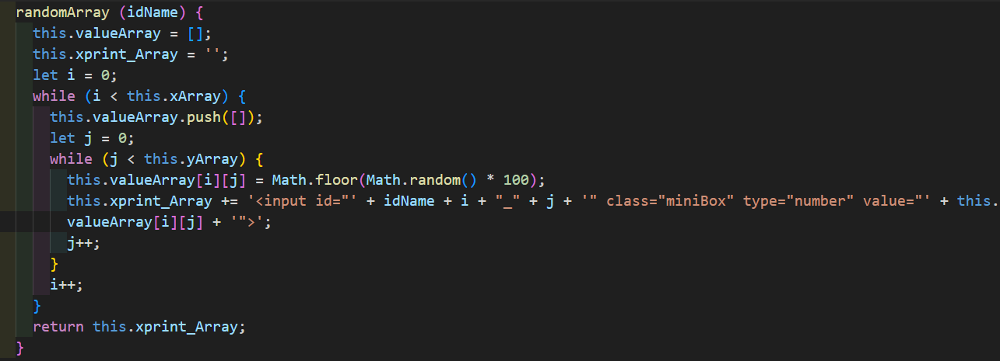 randomArray (idName) {
this.valueArray = [];
this.xprint_Array = '';
let i = 0;
while (i < this.xArray) {
this.valueArray.push([]);
let j = 0;
while (j < this.yArray) {
this.valueArray[i][j] = Math.floor(Math.random() * 100);
this.xprint_Array += '<input id="' + idName + i + "_" + j + '" class="miniBox" type="number" value="' + this.
valueArray[i][j] + '">';
j++;
}
i++;
}
return this.xprint_Array;
}